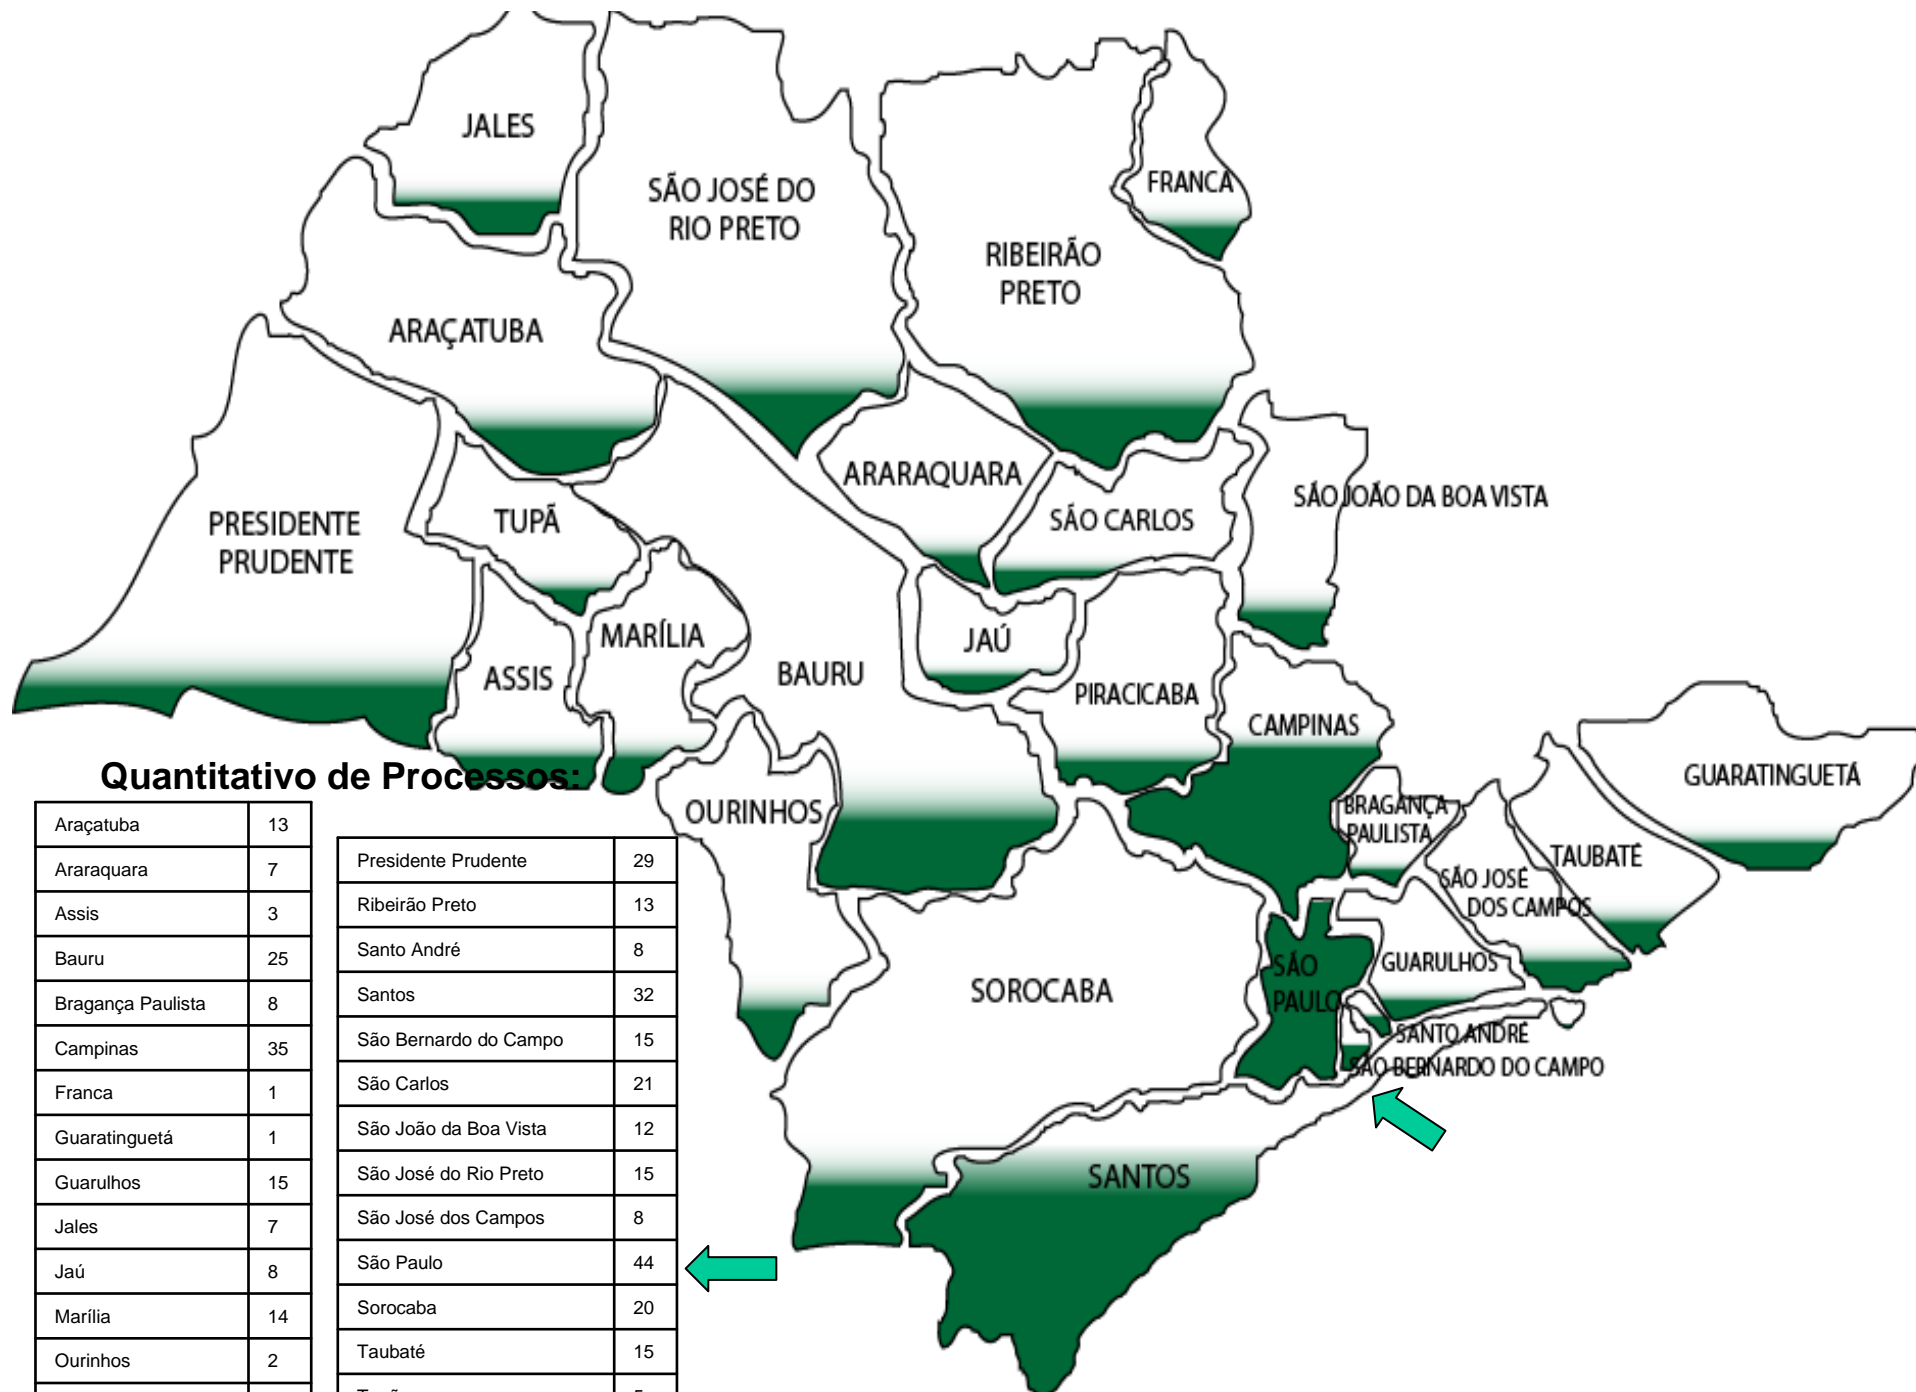 JALES
SÃO JOSÉ DO
RIO PRETO
FRANCA
RIBEIRÃO
PRETO
ARAÇATUBA
ARARAQUARA
SÃO CARLOS
SÃO JOÃO DA BOA VISTA
PRESIDENTE
PRUDENTE
TUPÃ
MARÍLIA
JAÚ
ASSIS
BAURU
PIRACICABA
CAMPINAS
GUARATINGUETÁ
OURINHOS
BRAGANÇA
PAULISTA
TAUBATÉ
SÃO JOSÉ
DOS CAMPOS
SOROCABA
SÃO
PAULO
GUARULHOS
SANTO ANDRÉ
SÃO BERNARDO DO CAMPO
SANTOS
Quantitativo de Processos:
Araçatuba 13
Araraquara 7
Assis 3
Bauru 25
Bragança Paulista 8
Campinas 35
Franca 1
Guaratinguetá 1
Guarulhos 15
Jales 7
Jaú 8
Marília 14
Ourinhos 2
Presidente Prudente 29
Ribeirão Preto 13
Santo André 8
Santos 32
São Bernardo do Campo 15
São Carlos 21
São João da Boa Vista 12
São José do Rio Preto 15
São José dos Campos 8
São Paulo 44
Sorocaba 20
Taubaté 15